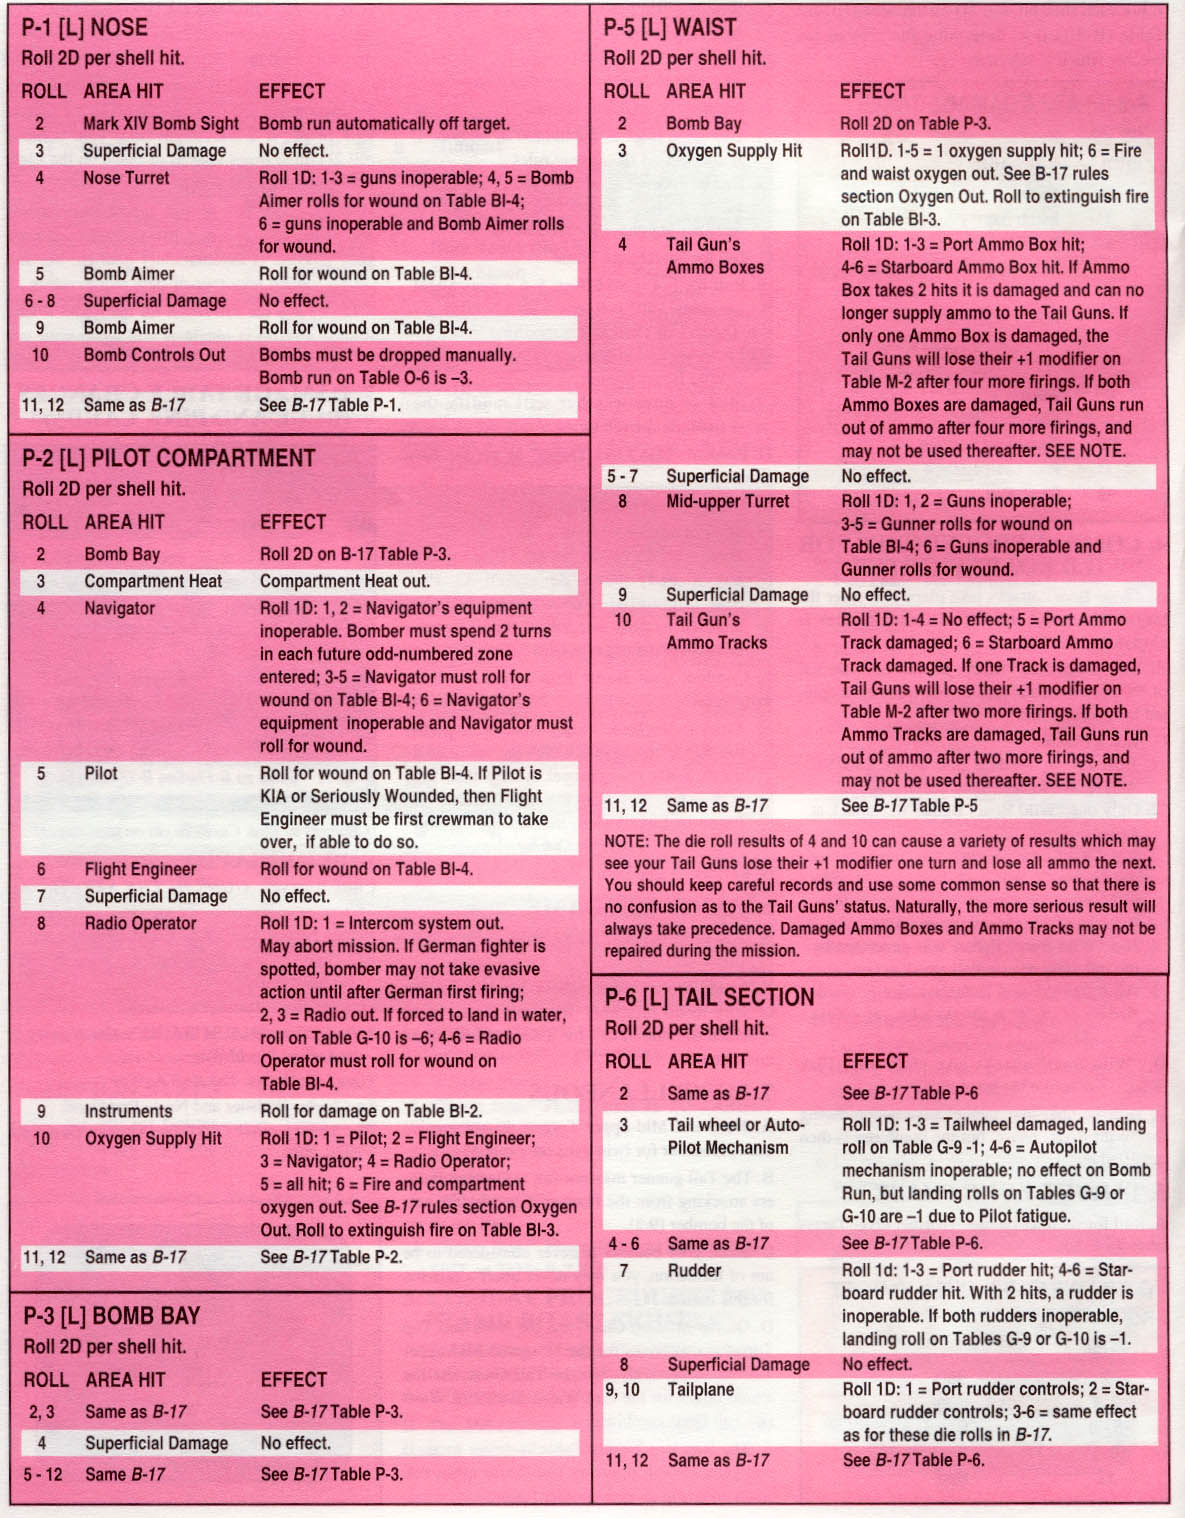 P-1 [L] NOSE
Roll 2D per shell hit.
ROLL AREA HIT EFFECT
2 Mark XIV Bomb Sight Bomb run automatically off target.
3 Superficial Damage No effect.
4 Nose Turret Roll 1D: 1-3 = guns inoperable; 4, 5 = Bomb
Aimer rolls for wound on Table BI-4;
6 = guns inoperable and Bomb Aimer rolls
for wound.
5 Bomb Aimer Roll for wound on Table BI-4.
6 - 8 Superficial Damage No effect.
9 Bomb Aimer Roll for wound on Table BI-4.
10 Bomb Controls Out Bombs must be dropped manually.
Bomb run on Table O-6 is –3.
11, 12 Same as B-17 See B-17 Table P-1.
P-2 [L] PILOT COMPARTMENT
Roll 2D per shell hit.
ROLL AREA HIT EFFECT
2 Bomb Bay Roll 2D on B-17 Table P-3.
3 Compartment Heat Compartment Heat out.
4 Navigator Roll 1D: 1, 2 = Navigator's equipment
inoperable. Bomber must spend 2 turns
in each future odd-numbered zone
entered; 3-5 = Navigator must roll for
wound on Table BI-4; 6 = Navigator's
equipment inoperable and Navigator must
roll for wound.
5 Pilot Roll for wound on Table BI-4. If Pilot is
KIA or Seriously Wounded, then Flight
Engineer must be first crewman to take
over, if able to do so.
6 Flight Engineer Roll for wound on Table BI-4.
7 Superficial Damage No effect.
8 Radio Operator Roll 1D: 1 = Intercom system out.
May abort mission. If German fighter is
spotted, bomber may not take evasive
action until after German first firing;
2, 3 = Radio out. If forced to land in water,
roll on Table G-10 is –6; 4-6 = Radio
Operator must roll for wound on
Table BI-4.
9 Instruments Roll for damage on Table BI-2.
10 Oxygen Supply Hit Roll 1D: 1 = Pilot; 2 = Flight Engineer;
3 = Navigator; 4 = Radio Operator;
5 = all hit; 6 = Fire and compartment
oxygen out. See B-17 rules section Oxygen
Out. Roll to extinguish fire on Table BI-3.
11, 12 Same as B-17 See B-17 Table P-2.
P-3 [L] BOMB BAY
Roll 2D per shell hit.
ROLL AREA HIT EFFECT
2, 3 Same as B-17 See B-17 Table P-3.
4 Superficial Damage No effect.
5 - 12 Same B-17 See B-17 Table P-3.
P-5 [L] WAIST
Roll 2D per shell hit.
ROLL AREA HIT EFFECT
2 Bomb Bay Roll 2D on Table P-3.
3 Oxygen Supply Hit Roll1D. 1-5 = 1 oxygen supply hit; 6 = Fire
and waist oxygen out. See B-17 rules
section Oxygen Out. Roll to extinguish fire
on Table BI-3.
4 Tail Gun's Roll 1D: 1-3 = Port Ammo Box hit;
Ammo Boxes 4-6 = Starboard Ammo Box hit. If Ammo
Box takes 2 hits it is damaged and can no
longer supply ammo to the Tail Guns. If
only one Ammo Box is damaged, the
Tail Guns will lose their +1 modifier on
Table M-2 after four more firings. If both
Ammo Boxes are damaged, Tail Guns run
out of ammo after four more firings, and
may not be used thereafter. SEE NOTE.
5 - 7 Superficial Damage No effect.
8 Mid-upper Turret Roll 1D: 1, 2 = Guns inoperable;
3-5 = Gunner rolls for wound on
Table BI-4; 6 = Guns inoperable and
Gunner rolls for wound.
9 Superficial Damage No effect.
10 Tail Gun's Roll 1D: 1-4 = No effect; 5 = Port Ammo
Ammo Tracks Track damaged; 6 = Starboard Ammo
Track damaged. If one Track is damaged,
Tail Guns will lose their +1 modifier on
Table M-2 after two more firings. If both
Ammo Tracks are damaged, Tail Guns run
out of ammo after two more firings, and
may not be used thereafter. SEE NOTE.
11, 12 Same as B-17 See B-17 Table P-5
NOTE: The die roll results of 4 and 10 can cause a variety of results which may
see your Tail Guns lose their +1 modifier one turn and lose all ammo the next.
You should keep careful records and use some common sense so that there is
no confusion as to the Tail Guns' status. Naturally, the more serious result will
always take precedence. Damaged Ammo Boxes and Ammo Tracks may not be
repaired during the mission.
P-6 [L] TAIL SECTION
Roll 2D per shell hit.
ROLL AREA HIT EFFECT
2 Same as B-17 See B-17 Table P-6
3 Tail wheel or Auto- Roll 1D: 1-3 = Tailwheel damaged, landing
Pilot Mechanism roll on Table G-9 -1; 4-6 = Autopilot
mechanism inoperable; no effect on Bomb
Run, but landing rolls on Tables G-9 or
G-10 are –1 due to Pilot fatigue.
4 - 6 Same as B-17 See B-17 Table P-6.
7 Rudder Roll 1d: 1-3 = Port rudder hit; 4-6 = Star-
board rudder hit. With 2 hits, a rudder is
inoperable. If both rudders inoperable,
landing roll on Tables G-9 or G-10 is –1.
8 Superficial Damage No effect.
9, 10 Tailplane Roll 1D: 1 = Port rudder controls; 2 = Star-
board rudder controls; 3-6 = same effect
as for these die rolls in B-17.
11, 12 Same as B-17 See B-17 Table P-6.